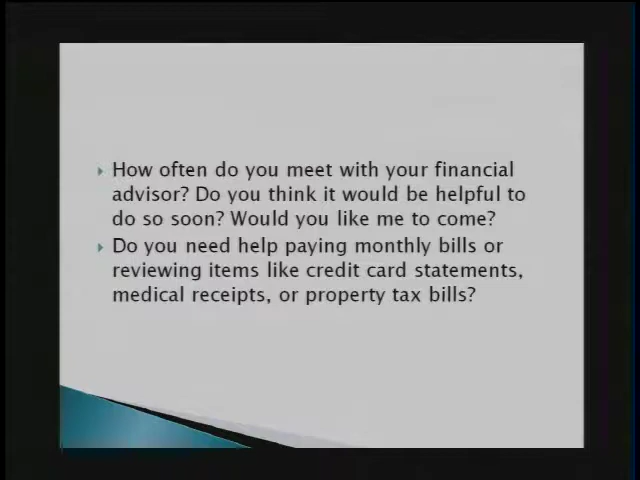 How often do you meet with your financial
advisor? Do you think it would be helpful to
do so soon? Would you like me to come?
Do you need help paying monthly bills or
reviewing items like credit card statements,
medical receipts, or property tax bills?